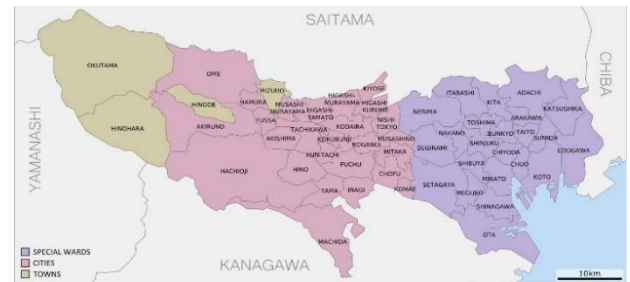 SAITAMA
CHIBA
YAMANASHI
KANAGAWA
OKUTAMA
OME
HINODE
HINOHARA
AKIRUNO
MIZUHO
HAMURA
FUSSA
MUSASHI
MURAYAMA
HIGASHI-
YAMATO
HIGASHI-
MURAYAMA
KIYOSE
HIGASHI
KURUME
NISHI
TOKYO
AKISHIMA
TACHIKAWA
KODAIRA
KOKUBUNJI
KOGANEI
MUSASHINO
MITAKA
KUNITACHI
FUCHU
CHOFU
HACHIOJI
HINO
TAMA
INAGI
KOMAE
MACHIDA
NERIMA
ITABASHI
KITA
ADACHI
KATSUSHIKA
TOSHIMA
ARAKAWA
NAKANO
BUNKYO
TAITO
SUMIDA
SUGINAMI
SHINJUKU
CHIYODA
EDOGAWA
SHIBUYA
CHUO
KOTO
SETAGAYA
MINATO
MEGURO
SHINAGAWA
OTA
SPECIAL WARDS
CITIES
TOWNS
10km